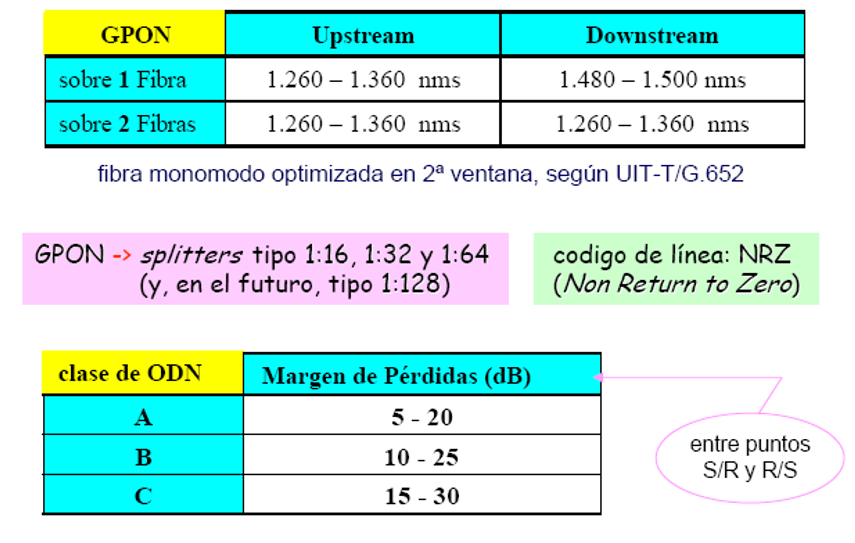 GPON Upstream Downstream
sobre 1 Fibra 1.260 – 1.360 nms 1.480 – 1.500 nms
sobre 2 Fibras 1.260 – 1.360 nms 1.260 – 1.360 nms
fibra monomodo optimizada en 2ª ventana, según UIT-T/G.652
GPON -> splitters tipo 1:16, 1:32 y 1:64
(y, en el futuro, tipo 1:128)
codigo de línea: NRZ
(Non Return to Zero)
clase de ODN Margen de Pérdidas (dB)
A 5 - 20
B 10 - 25
C 15 - 30
entre puntos
S/R y R/S